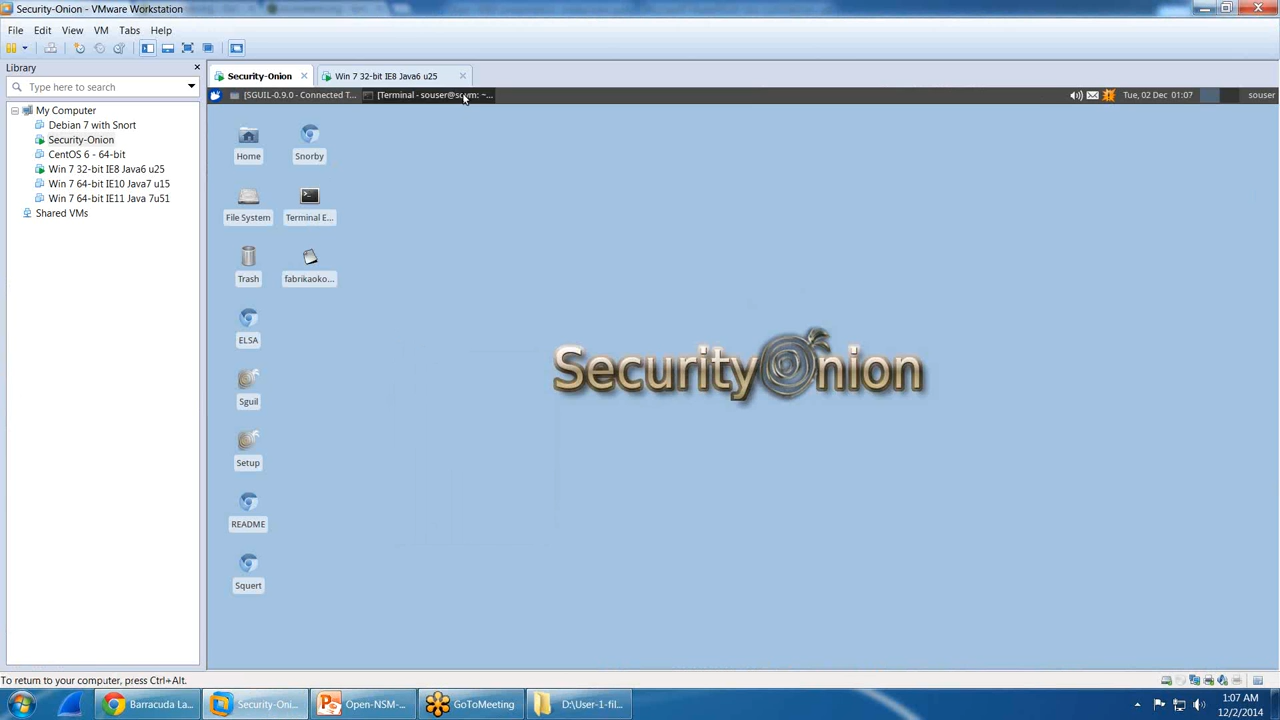 Security-Onion - VMware Workstation
File Edit View VM Tabs Help
Library
Type here to search
My Computer
Debian 7 with Snort
Security-Onion
CentOS 6 - 64-bit
Win 7 32-bit IE8 Java6 u25
Win 7 64-bit IE10 Java7 u15
Win 7 64-bit IE11 Java 7u51
Shared VMs
Security-Onion
Win 7 32-bit IE8 Java6 u25
[SGUIL-0.9.0 - Connected T...
Tue, 02 Dec 01:07
souser
Home
Snorby
File System
Terminal E...
Trash
fabrikaoko...
ELSA
Sguil
Setup
README
Squert
Security Onion
To return to your computer, press Ctrl+Alt.
Barracuda La...
Security-Oni...
Open-NSM-...
GoToMeeting
D:\User-1-fil...
1:07 AM
12/2/2014